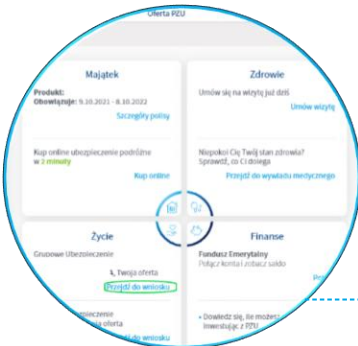 Oferta PZU
Majątek
Produkt:
Obowiązuje: 9.10.2021 - 8.10.2022
Szczegóły polisy
Kup online ubezpieczenie podróżne
w 2 minuty
Kup online
Zdrowie
Umów się na wizytę już dziś
Umów wizytę
Niepokoi Cię Twój stan zdrowia?
Sprawdź, co Ci dolega
Przejdź do wywiadu medycznego
Życie
Grupowe Ubezpieczenie
Twoja oferta
Przejdź do wniosku
oferta
do wniosku
Finanse
Fundusz Emerytalny
Połącz konta i zobacz saldo
• Dowiedz się, ile możesz
inwestując z PZU